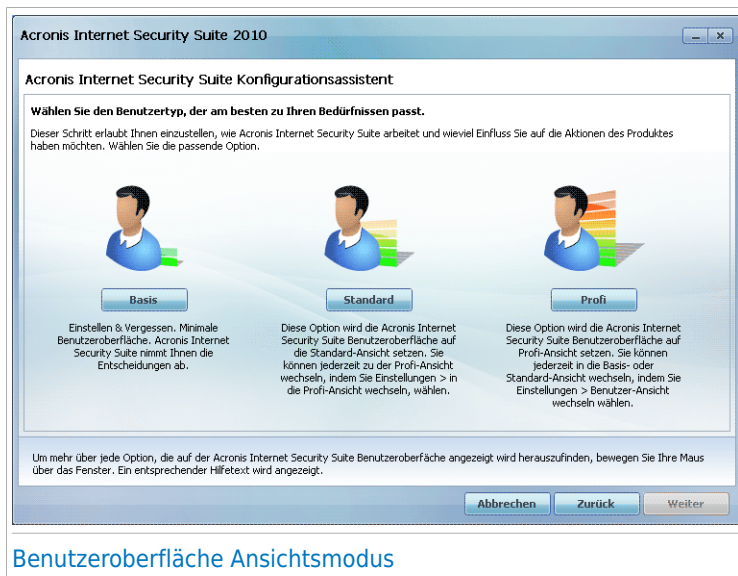 Acronis Internet Security Suite 2010
Acronis Internet Security Suite Konfigurationsassistent
Wählen Sie den Benutzertyp, der am besten zu Ihren Bedürfnissen passt.
Dieser Schritt erlaubt Ihnen einzustellen, wie Acronis Internet Security Suite arbeitet und wieviel Einfluss Sie auf die Aktionen des Produktes
haben möchten. Wählen Sie die passende Option.
Basis
Einstellen & Vergessen. Minimale
Benutzeroberfläche. Acronis Internet
Security Suite nimmt Ihnen die
Entscheidungen ab.
Standard
Diese Option wird die Acronis Internet
Security Suite Benutzeroberfläche auf
die Standard-Ansicht setzen. Sie
können jederzeit zu der Profi-Ansicht
wechseln, indem Sie Einstellungen > in
die Profi-Ansicht wechseln, wählen.
Profi
Diese Option wird die Acronis Internet
Security Suite Benutzeroberfläche auf
Profi-Ansicht setzen. Sie können
jederzeit in die Basis- oder
Standard-Ansicht wechseln, indem Sie
Einstellungen > Benutzer-Ansicht
wechseln wählen.
Um mehr über jede Option, die auf der Acronis Internet Security Suite Benutzeroberfäche angezeigt wird herauszufinden, bewegen Sie Ihre Maus
über das Fenster. Ein entsprechender Hilfetext wird angezeigt.
Abbrechen
Zurück
Weiter
Benutzeroberfläche Ansichtsmodus